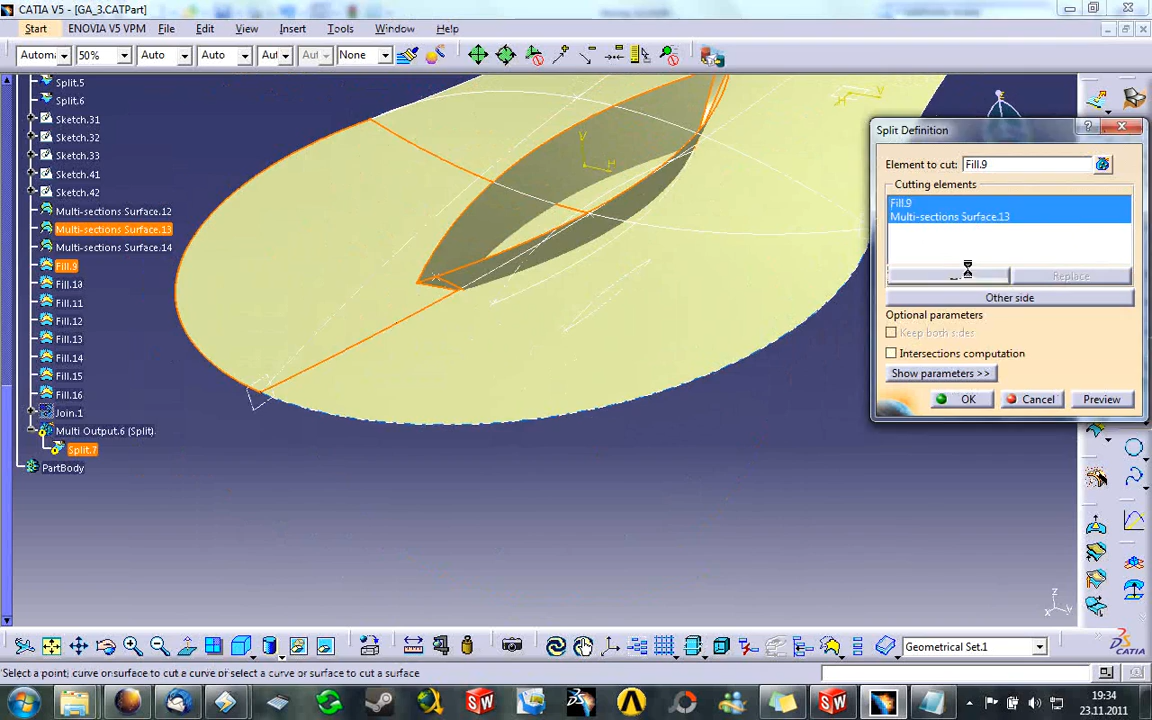 CATIA V5 - [GA_3.CATPart]
Start
ENOVIA V5 VPM
File
Edit
View
Insert
Tools
Window
Help
Autom
50%
Auto
Auto
Aut
Aut
None
Split.5
Split.6
Sketch.31
Sketch.32
Sketch.33
Sketch.41
Sketch.42
Multi-sections Surface.12
Multi-sections Surface.13
Multi-sections Surface.14
Fill.9
Fill.10
Fill.11
Fill.12
Fill.13
Fill.14
Fill.15
Fill.16
Join.1
Multi Output.6 (Split).
Split.7
PartBody
V
H
V
H
Split Definition
Element to cut: Fill.9
Cutting elements
Fill.9
Multi-sections Surface.13
Replace
Other side
Optional parameters
Keep both sides
Intersections computation
Show parameters >>
OK
Cancel
Preview
z
x
y
Geometrical Set.1
CATIA
Select a point; curve or surface to cut a curve or select a curve or surface to cut a surface
19:34
23.11.2011